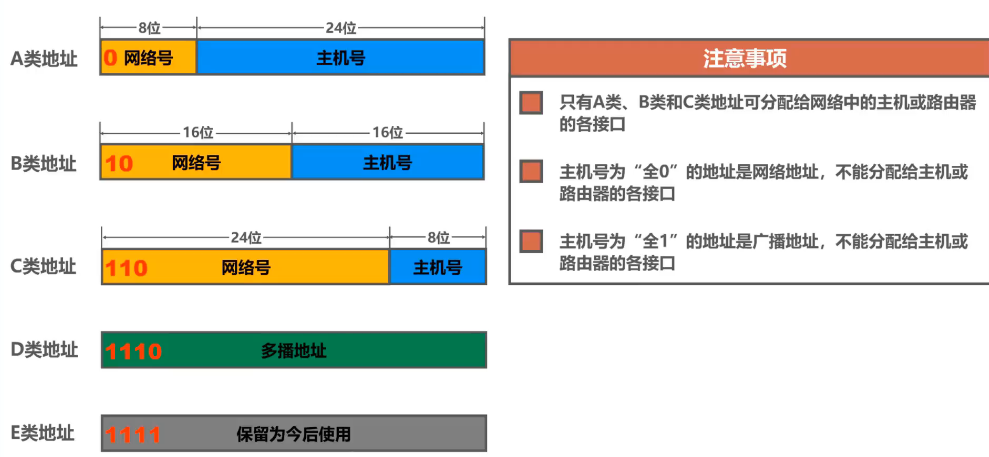 8位 24位
A类地址 0 网络号 主机号
16位 16位
B类地址 10 网络号 主机号
24位 8位
C类地址 110 网络号 主机号
D类地址 1110 多播地址
E类地址 1111 保留为今后使用
注意事项
只有A类、B类和C类地址可分配给网络中的主机或路由器
的各接口
主机号为“全0”的地址是网络地址，不能分配给主机或
路由器的各接口
主机号为“全1”的地址是广播地址，不能分配给主机或
路由器的各接口